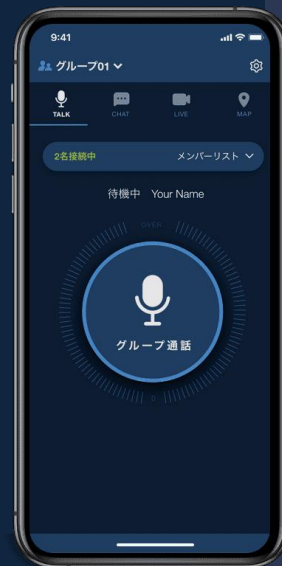 9:41
グループ01
TALK
CHAT
LIVE
MAP
2名接続中 メンバーリスト
待機中 Your Name
OVER
グループ通話
0